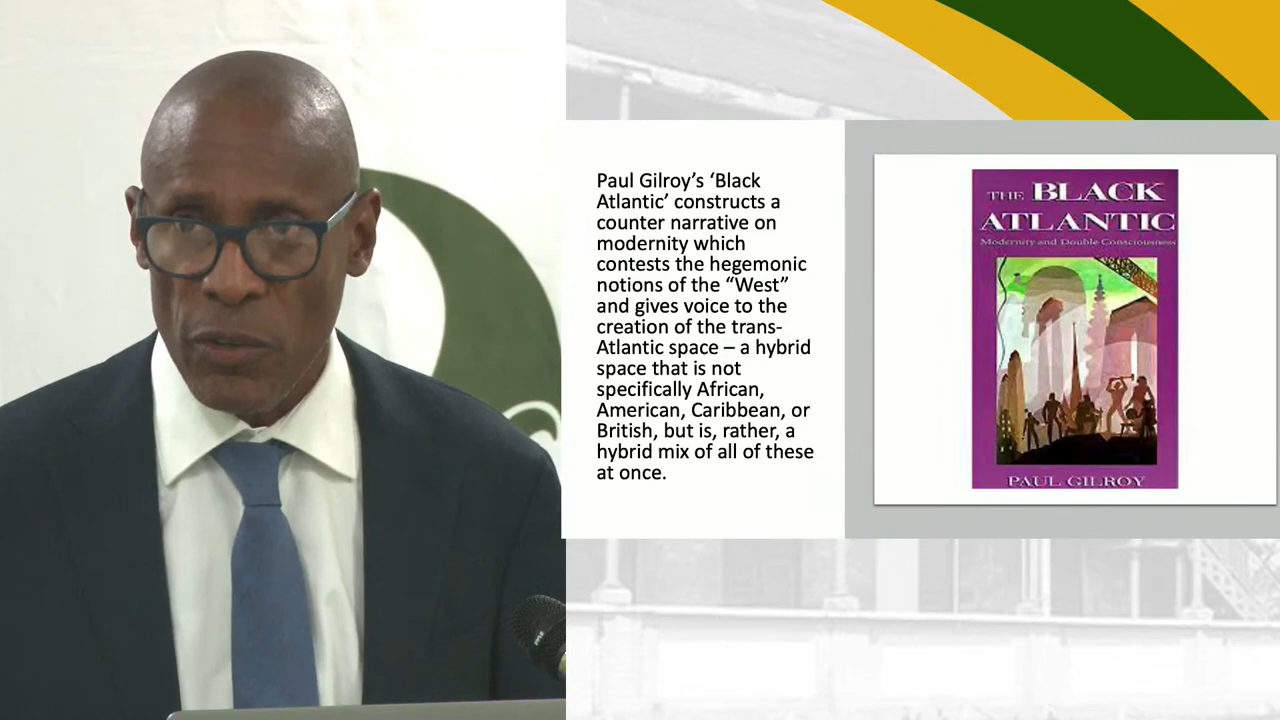 Paul Gilroy’s ‘Black
Atlantic’ constructs a
counter narrative on
modernity which
contests the hegemonic
notions of the “West”
and gives voice to the
creation of the trans-
Atlantic space – a hybrid
space that is not
specifically African,
American, Caribbean, or
British, but is, rather, a
hybrid mix of all of these
at once.
THE BLACK
ATLANTIC
Modernity and Double Consciousness
PAUL GILROY